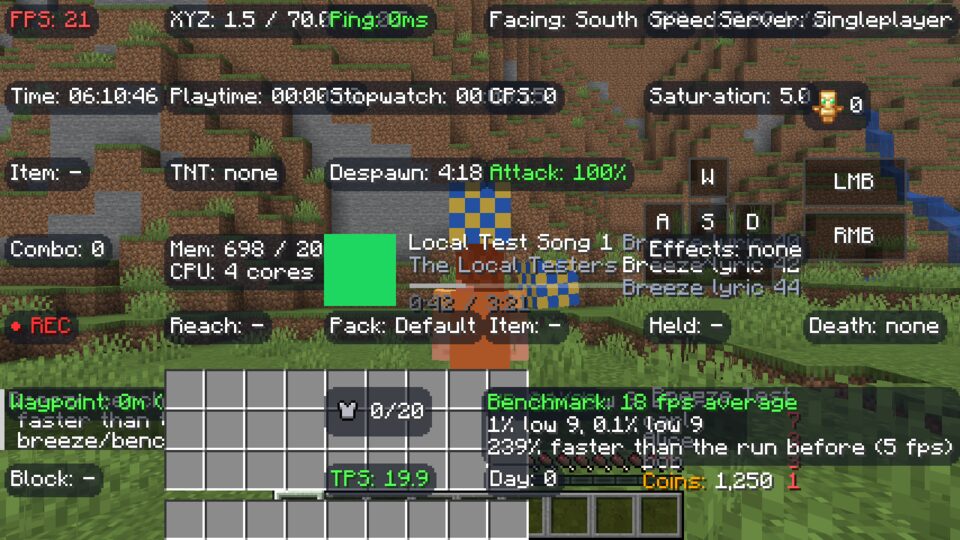 FPS: 21
XYZ: 1.5 / 70.0
Ping: 0ms
Facing: South
Speed
Server: Singleplayer
Time: 06:10:46
Playtime: 00:00
Stopwatch: 00:
CPS: 0
Saturation: 5.0
0
Item: -
TNT: none
Despawn: 4:18
Attack: 100%
W
LMB
A S D
RMB
Combo: 0
Mem: 698 / 20
CPU: 4 cores
Local Test Song 1
The Local Testers
0:42 / 3:21
Effects: none
Breeze lyric 42
Breeze lyric 44
REC
Reach: -
Pack: Default
Item: -
Held: -
Death: none
Waypoint: 0m
faster than
breeze/benc
0/20
Breeze Test
Benchmark: 18 fps average
1% low 9, 0.1% low 9
239% faster than the run before (5 fps)
Block: -
TPS: 19.9
Day: 0
Coins: 1,250
1